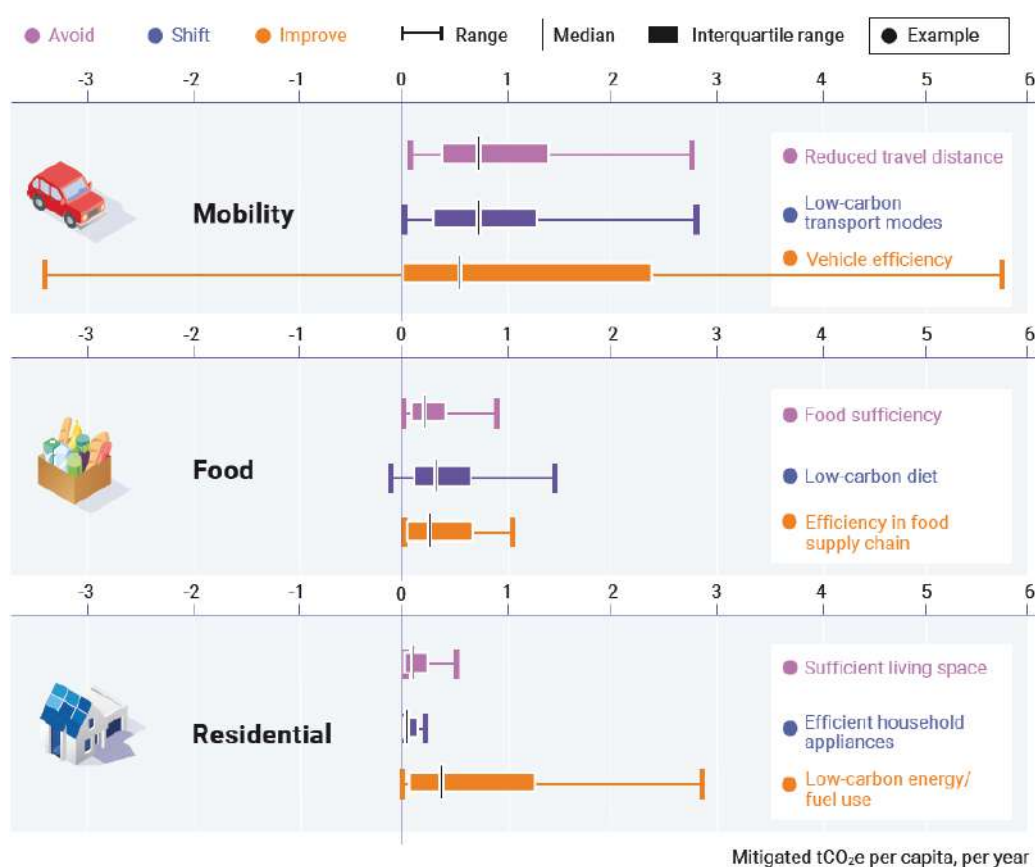 Avoid Shift Improve Range Median Interquartile range Example
-3 -2 -1 0 1 2 3 4 5 6
Reduced travel distance
Mobility
Low-carbon
transport modes
Vehicle efficiency
-3 -2 -1 0 1 2 3 4 5 6
Food sufficiency
Food
Low-carbon diet
Efficiency in food
supply chain
-3 -2 -1 0 1 2 3 4 5 6
Sufficient living space
Residential
Efficient household
appliances
Low-carbon energy/
fuel use
Mitigated tCO₂e per capita, per year